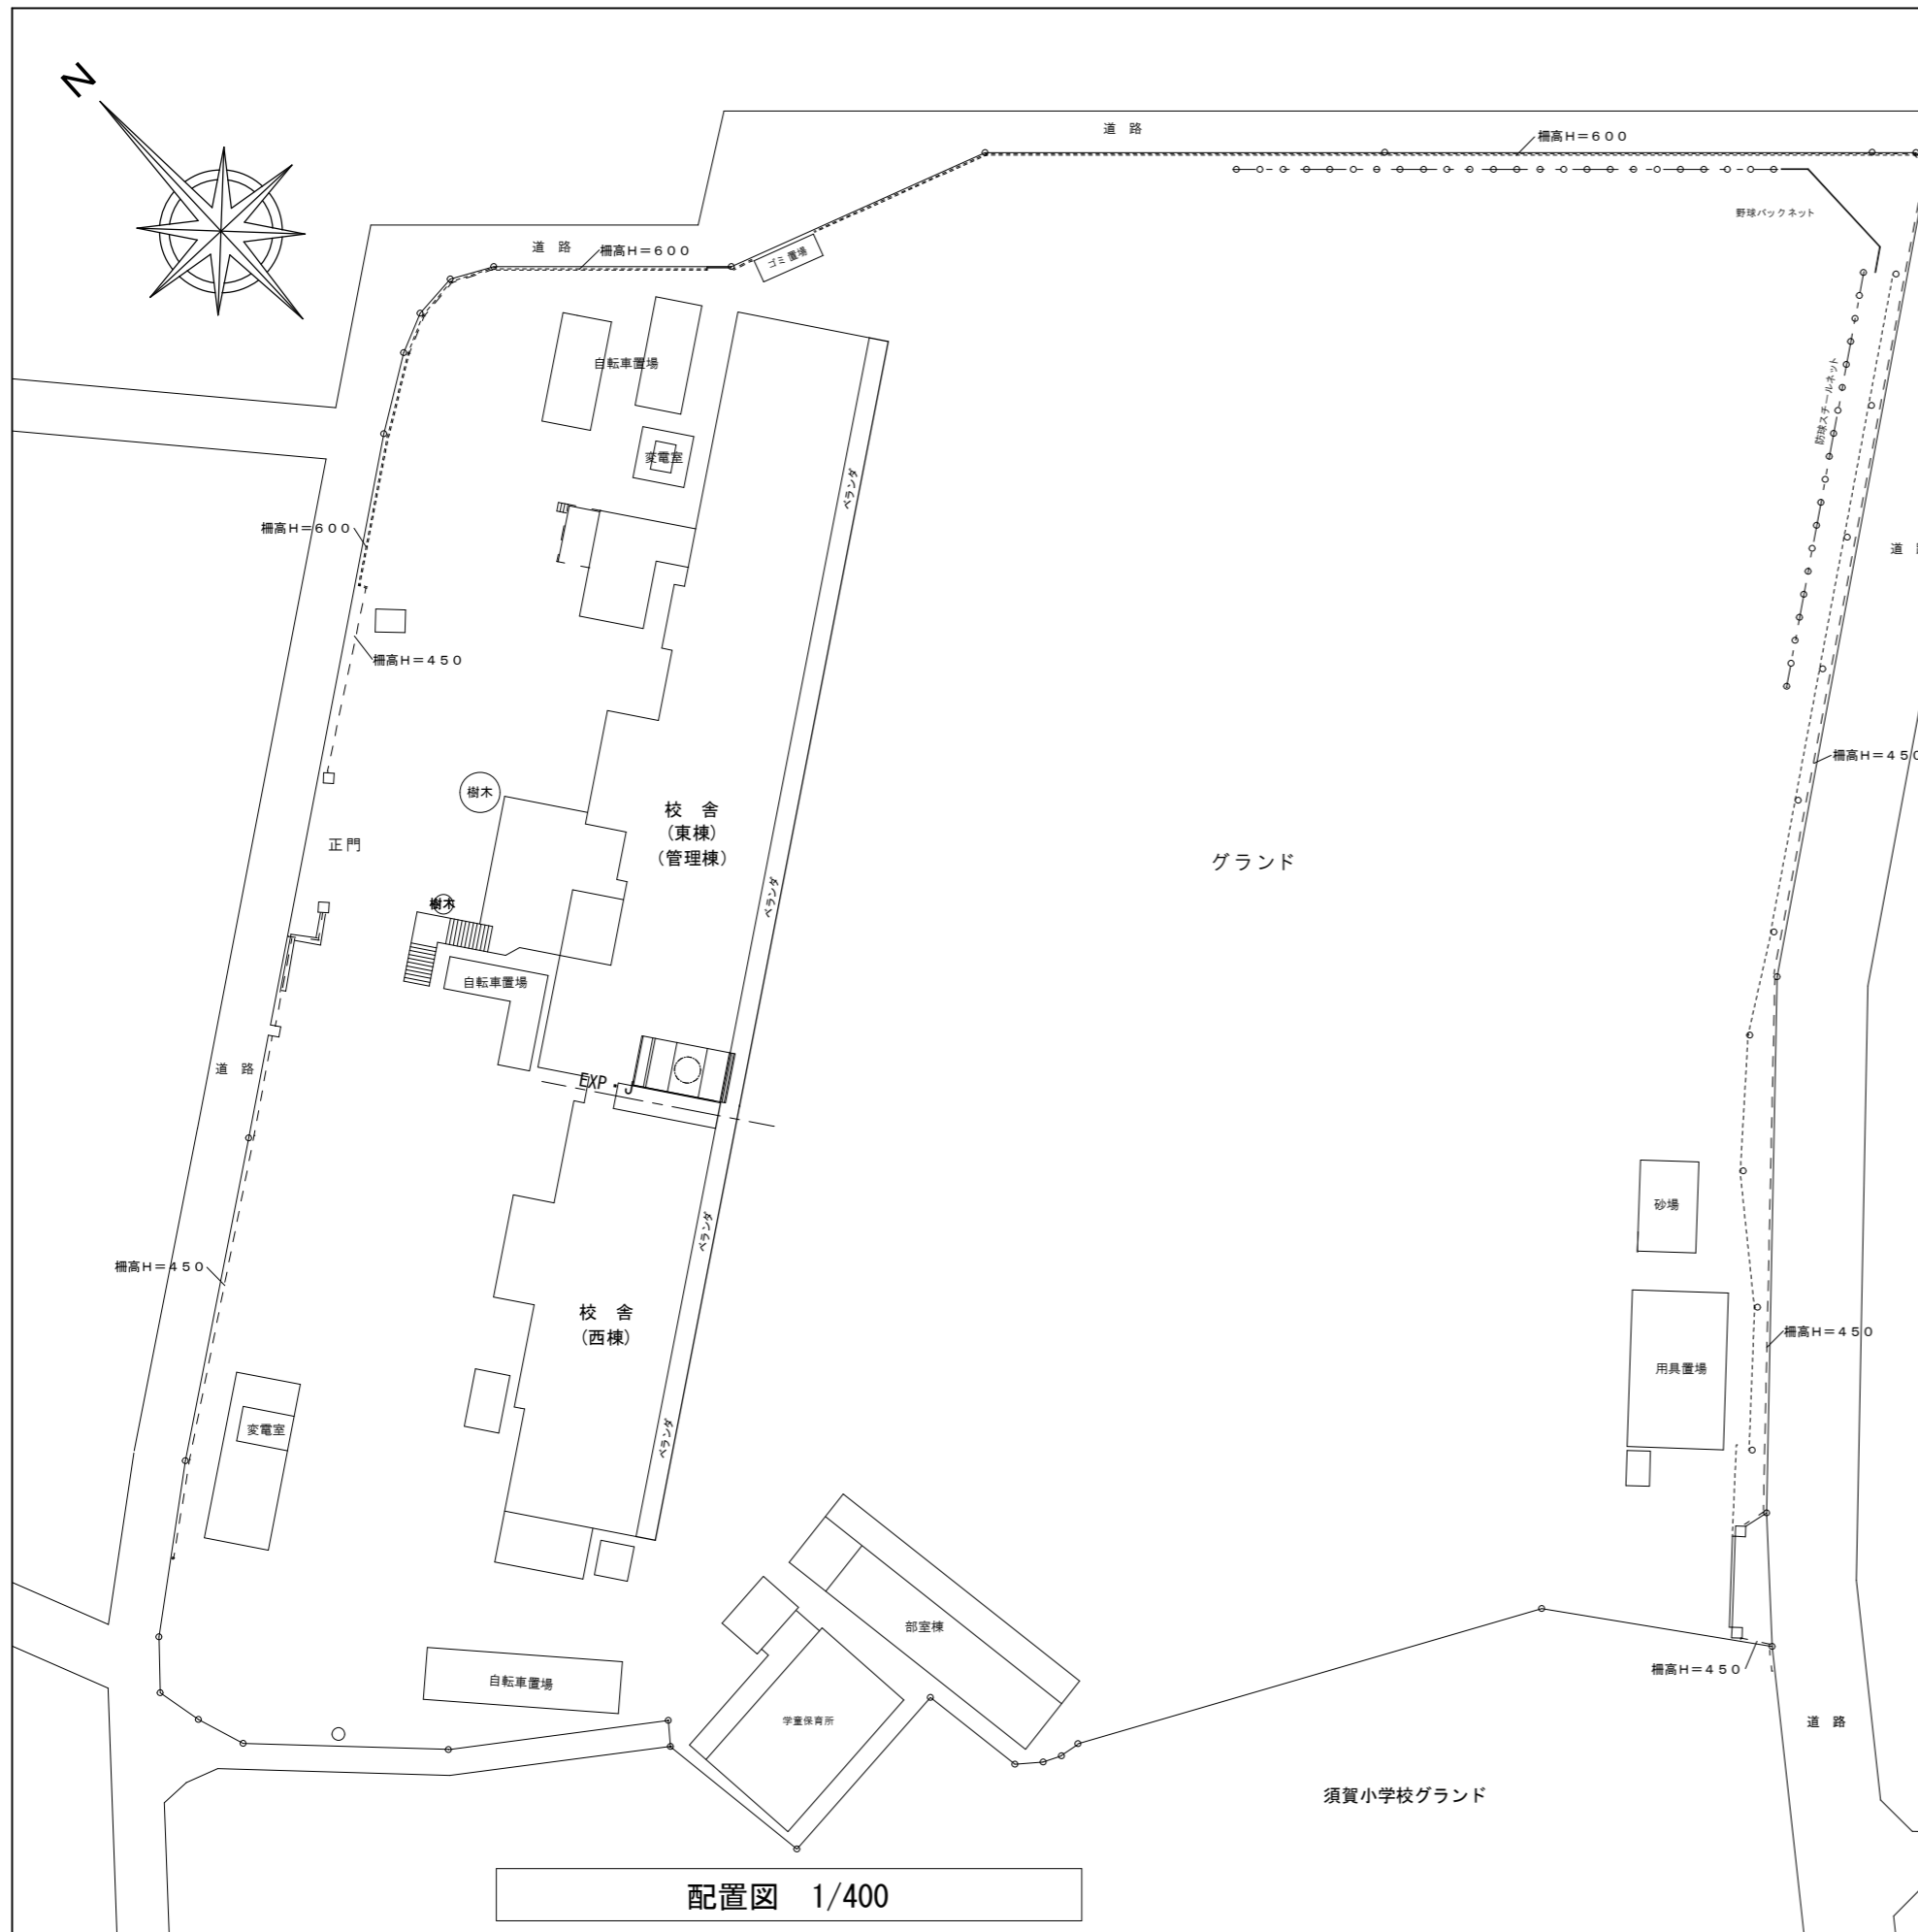 N
道 路
柵高H=600
野球バックネット
道 路
柵高H=600
ゴミ置場
自転車置場
防球スチールネット
変電室
ベランダ
柵高H=600
道
柵高H=450
柵高H=450
樹木
校 舎
(東棟)
(管理棟)
正門
グランド
樹木
ベランダ
自転車置場
道 路
EXP・J
砂場
ベランダ
柵高H=450
校 舎
(西棟)
柵高H=450
用具置場
変電室
ベランダ
部室棟
柵高H=450
自転車置場
学童保育所
道 路
須賀小学校グランド
配置図 1/400